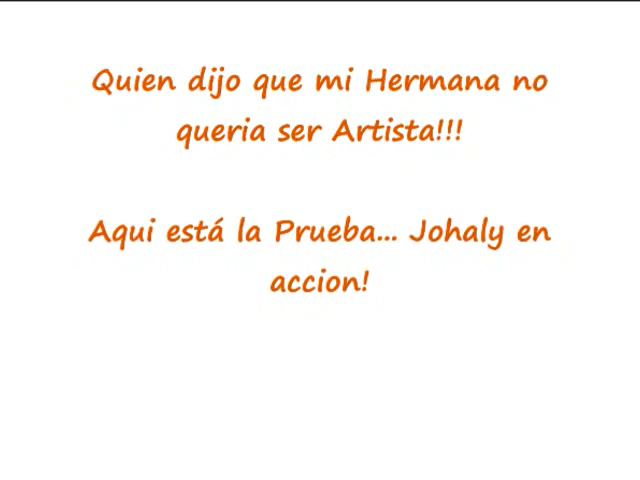 Quien dijo que mi Hermana no
queria ser Artista!!!
Aqui está la Prueba... Johaly en
accion!